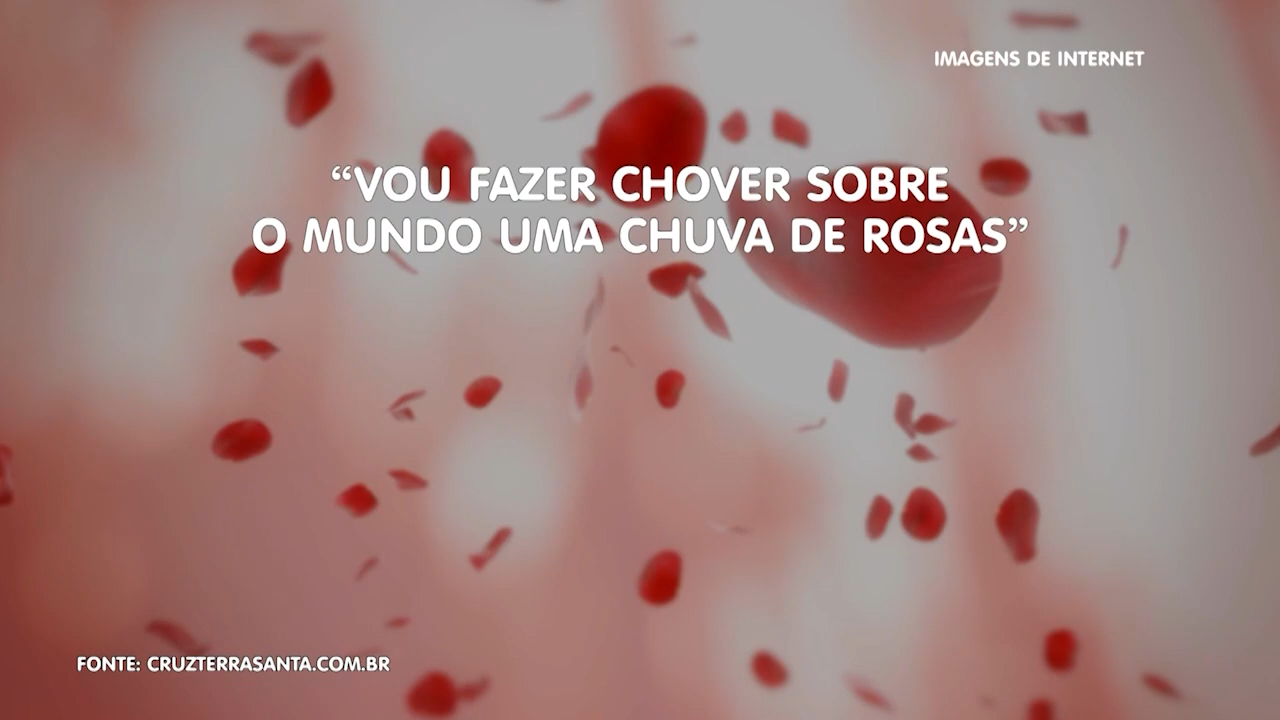 IMAGENS DE INTERNET
“VOU FAZER CHOVER SOBRE
O MUNDO UMA CHUVA DE ROSAS”
FONTE: CRUZTERRASANTA.COM.BR